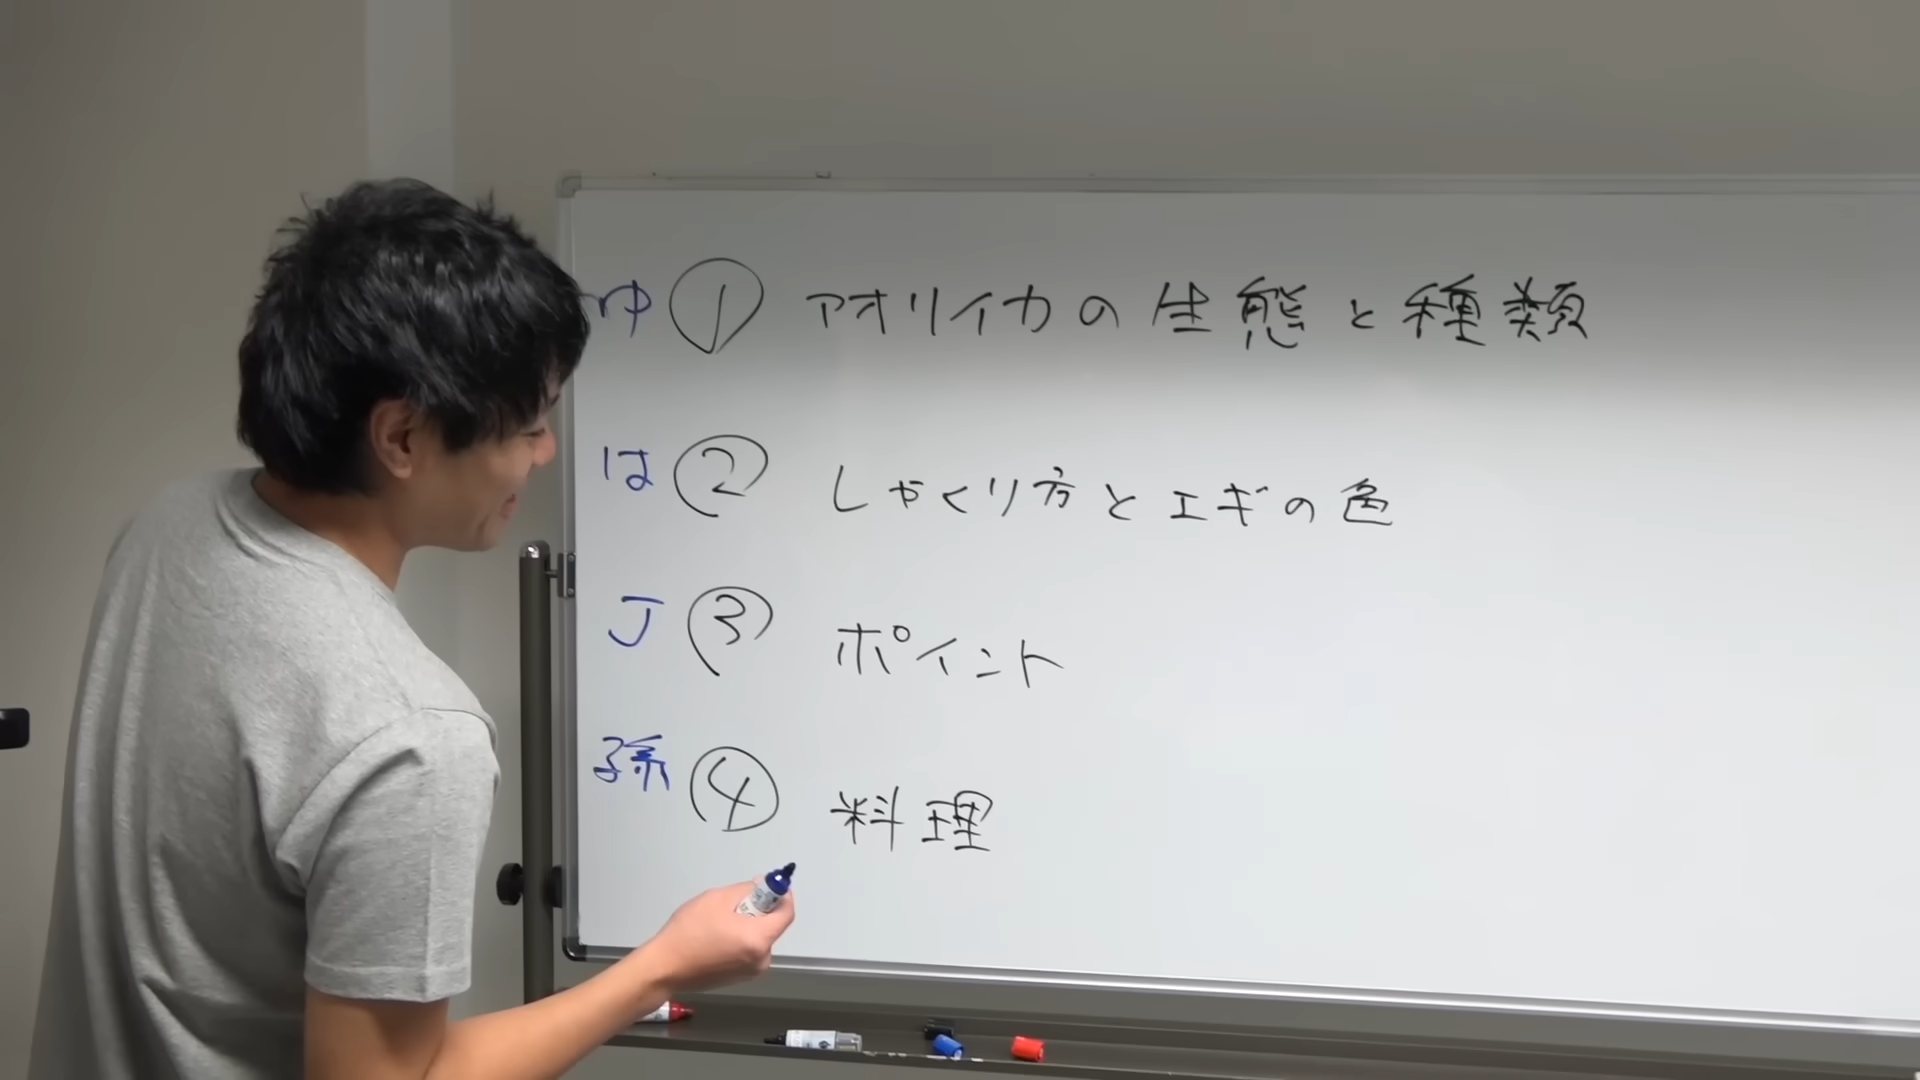 ゆ ① アオリイカの生態と種類
は ② しゃくり方とエギの色
J ③ ポイント
孫 ④ 料理